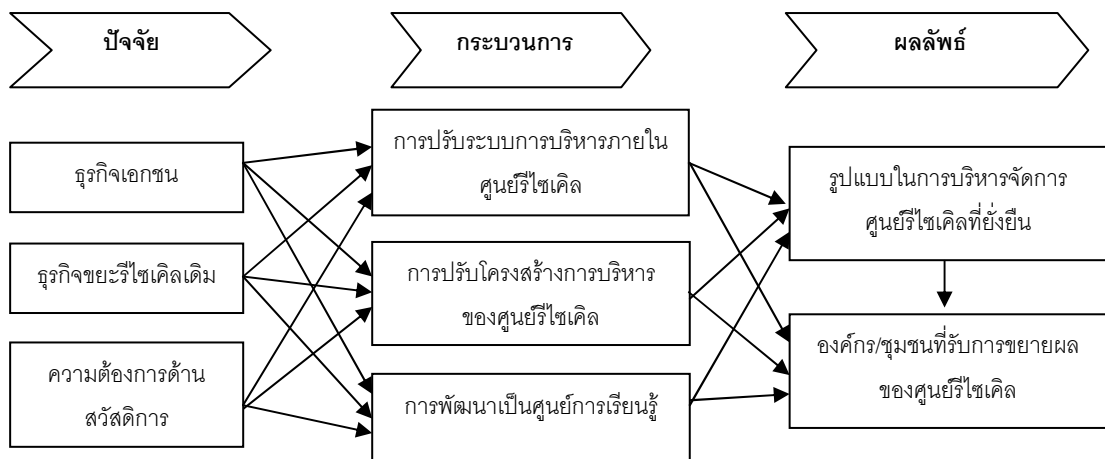 ปัจจัย
กระบวนการ
ผลลัพธ์
ธุรกิจเอกชน
ธุรกิจขยะรีไซเคิลเดิม
ความต้องการด้าน
สวัสดิการ
การปรับระบบการบริหารภายใน
ศูนย์รีไซเคิล
การปรับโครงสร้างการบริหาร
ของศูนย์รีไซเคิล
การพัฒนาเป็นศูนย์การเรียนรู้
รูปแบบในการบริหารจัดการ
ศูนย์รีไซเคิลที่ยั่งยืน
องค์กร/ชุมชนที่รับการขยายผล
ของศูนย์รีไซเคิล